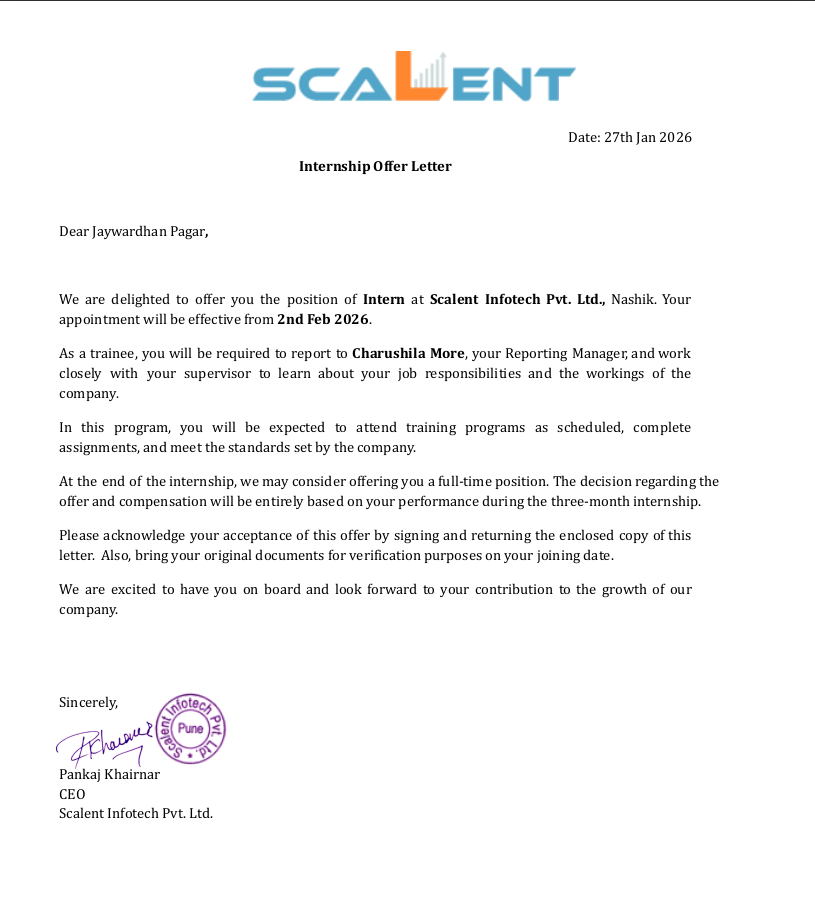 SCALENT
Date: 27th Jan 2026
Internship Offer Letter
Dear Jaywardhan Pagar,
We are delighted to offer you the position of Intern at Scalent Infotech Pvt. Ltd., Nashik. Your
appointment will be effective from 2nd Feb 2026.
As a trainee, you will be required to report to Charushila More, your Reporting Manager, and work
closely with your supervisor to learn about your job responsibilities and the workings of the
company.
In this program, you will be expected to attend training programs as scheduled, complete
assignments, and meet the standards set by the company.
At the end of the internship, we may consider offering you a full-time position. The decision regarding the
offer and compensation will be entirely based on your performance during the three-month internship.
Please acknowledge your acceptance of this offer by signing and returning the enclosed copy of this
letter. Also, bring your original documents for verification purposes on your joining date.
We are excited to have you on board and look forward to your contribution to the growth of our
company.
Sincerely,
Scalent Infotech Pvt. Ltd.
Pune
Pankaj Khairnar
CEO
Scalent Infotech Pvt. Ltd.